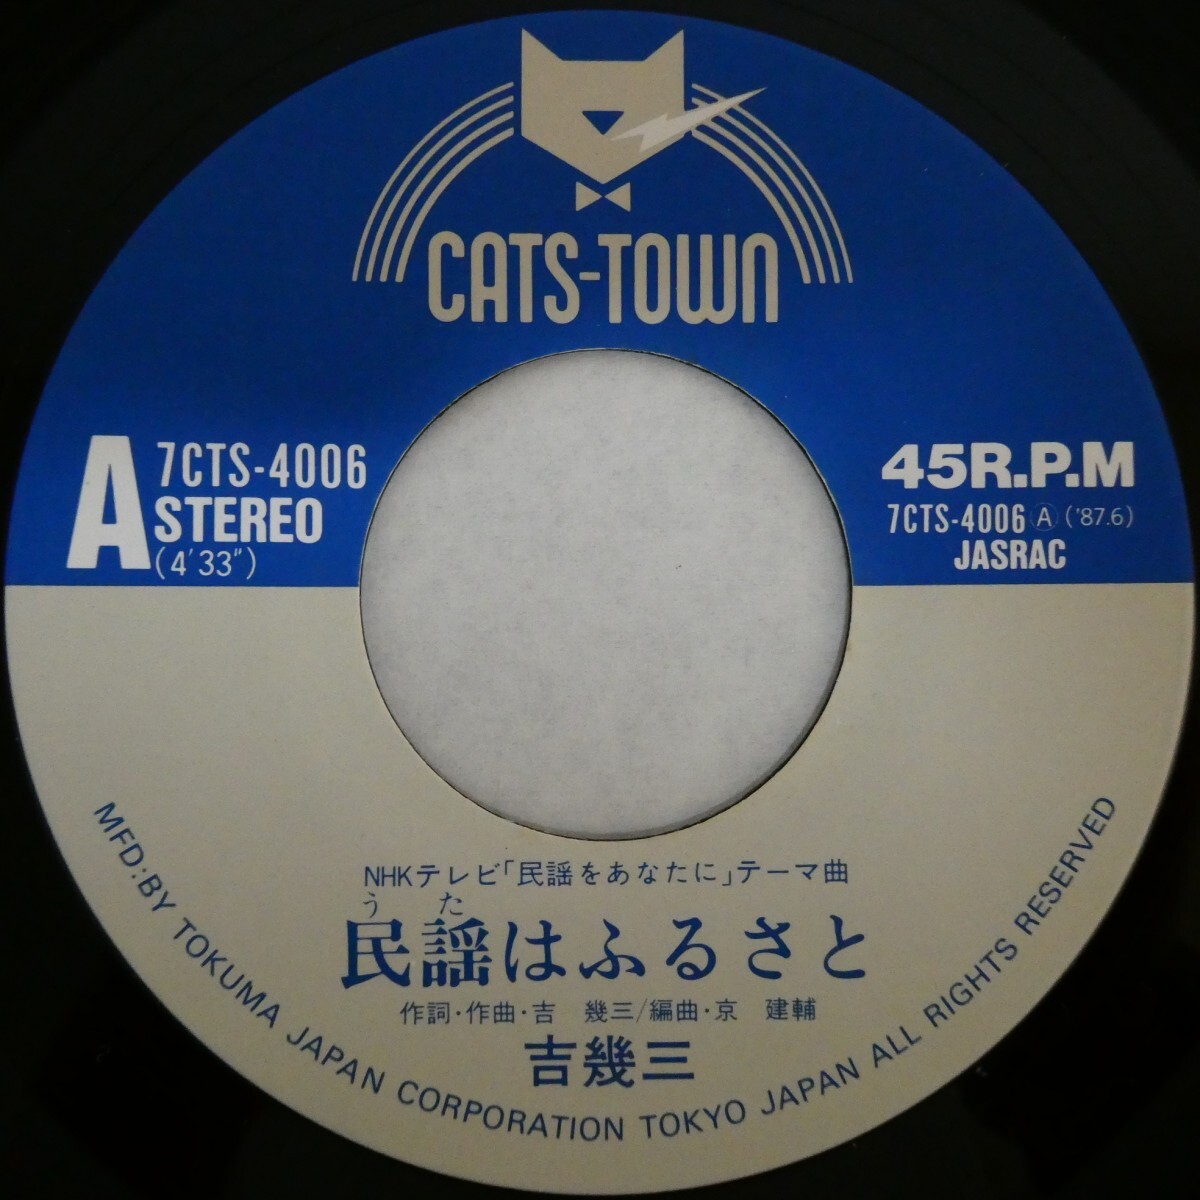 CATS-TOWN
A
7CTS-4006
STEREO
(4'33")
45R.P.M
7CTS-4006 Ⓐ ('87.6)
JASRAC
NHKテレビ「民謡をあなたに」テーマ曲
うた
民謡はふるさと
作詞・作曲・吉 幾三/編曲・京 建輔
吉幾三
MFD:BY TOKUMA JAPAN CORPORATION TOKYO JAPAN ALL RIGHTS RESERVED